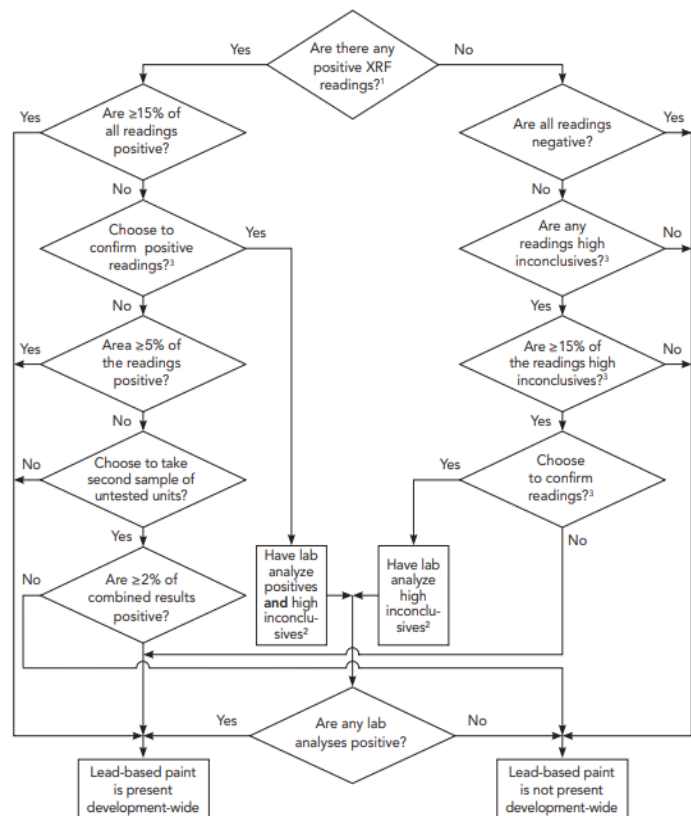 Yes
Are there any
positive XRF
readings?¹
No
Yes
Are ≥15% of
all readings
positive?
Are all readings
negative?
Yes
No
No
Choose to
confirm positive
readings?³
Yes
Are any
readings high
inconclusives?³
No
No
Yes
Yes
Area ≥5% of
the readings
positive?
Are ≥15% of
the readings high
inconclusives?³
No
No
Yes
No
Choose to take
second sample of
untested units?
Yes
Choose
to confirm
readings?³
Yes
No
No
Are ≥2% of
combined results
positive?
Have lab
analyze
positives
and high
inconclu-
sives²
Have lab
analyze
high
inconclu-
sives²
Yes
Are any lab
analyses positive?
No
Lead-based paint
is present
development-wide
Lead-based paint
is not present
development-wide